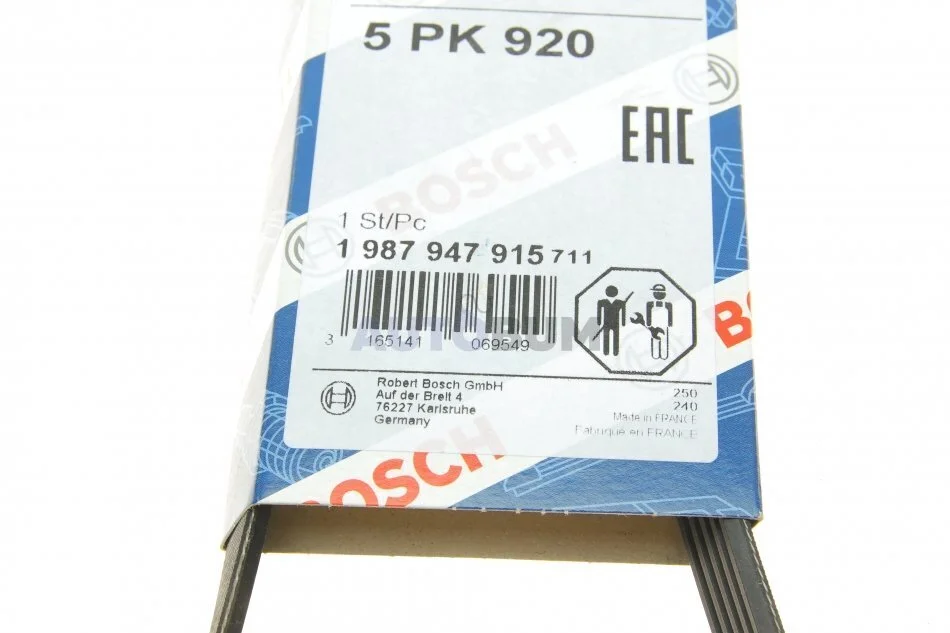 5 PK 920
EAC
BOSCH
1 St/Pc
1 987 947 915 711
AUTOBUM
3 165141 069549
Robert Bosch GmbH
Auf der Breit 4
76227 Karlsruhe
Germany
250
240
Made in FRANCE
Fabriqué en FRANCE
BOSCH